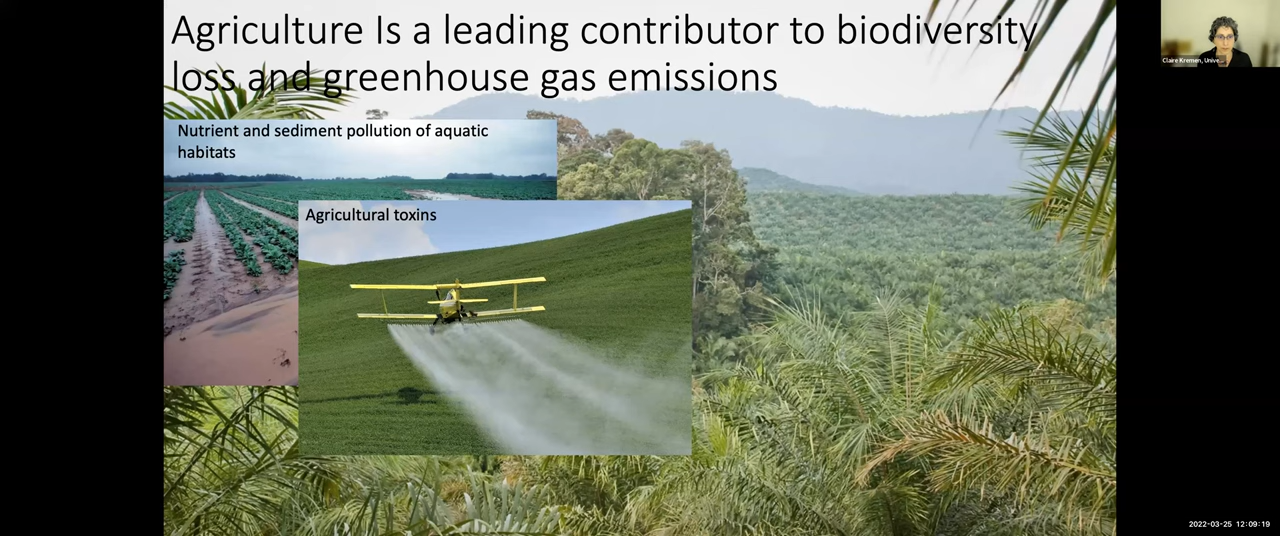 Agriculture Is a leading contributor to biodiversity
loss and greenhouse gas emissions
Nutrient and sediment pollution of aquatic
habitats
Agricultural toxins
Claire Kremen, Unive...
2022-03-25 12:09:19